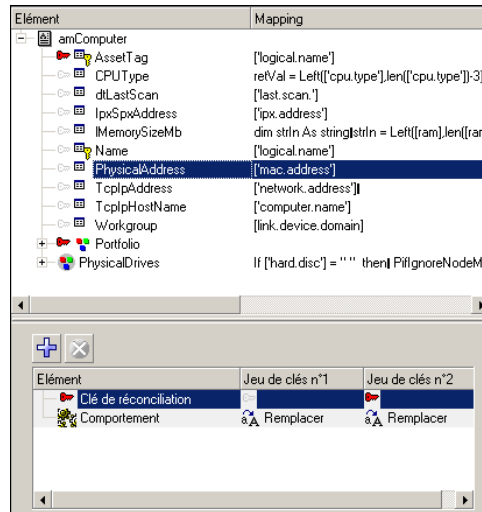 Elément Mapping
amComputer
AssetTag ['logical.name']
CPUType retVal = Left(['cpu.type'],len(['cpu.type'])-3)
dtLastScan ['last.scan.']
IpxSpxAddress ['ipx.address']
lMemorySizeMb dim strIn As string|strIn = Left([ram],len([ran
Name ['logical.name']
PhysicalAddress ['mac.address']
TcpIpAddress ['network.address']|
TcpIpHostName ['computer.name']
Workgroup [link.device.domain]
Portfolio
PhysicalDrives If ['hard.disc'] = " " then| PifIgnoreNodeM
Elément Jeu de clés n°1 Jeu de clés n°2
Clé de réconciliation
Comportement Remplacer Remplacer